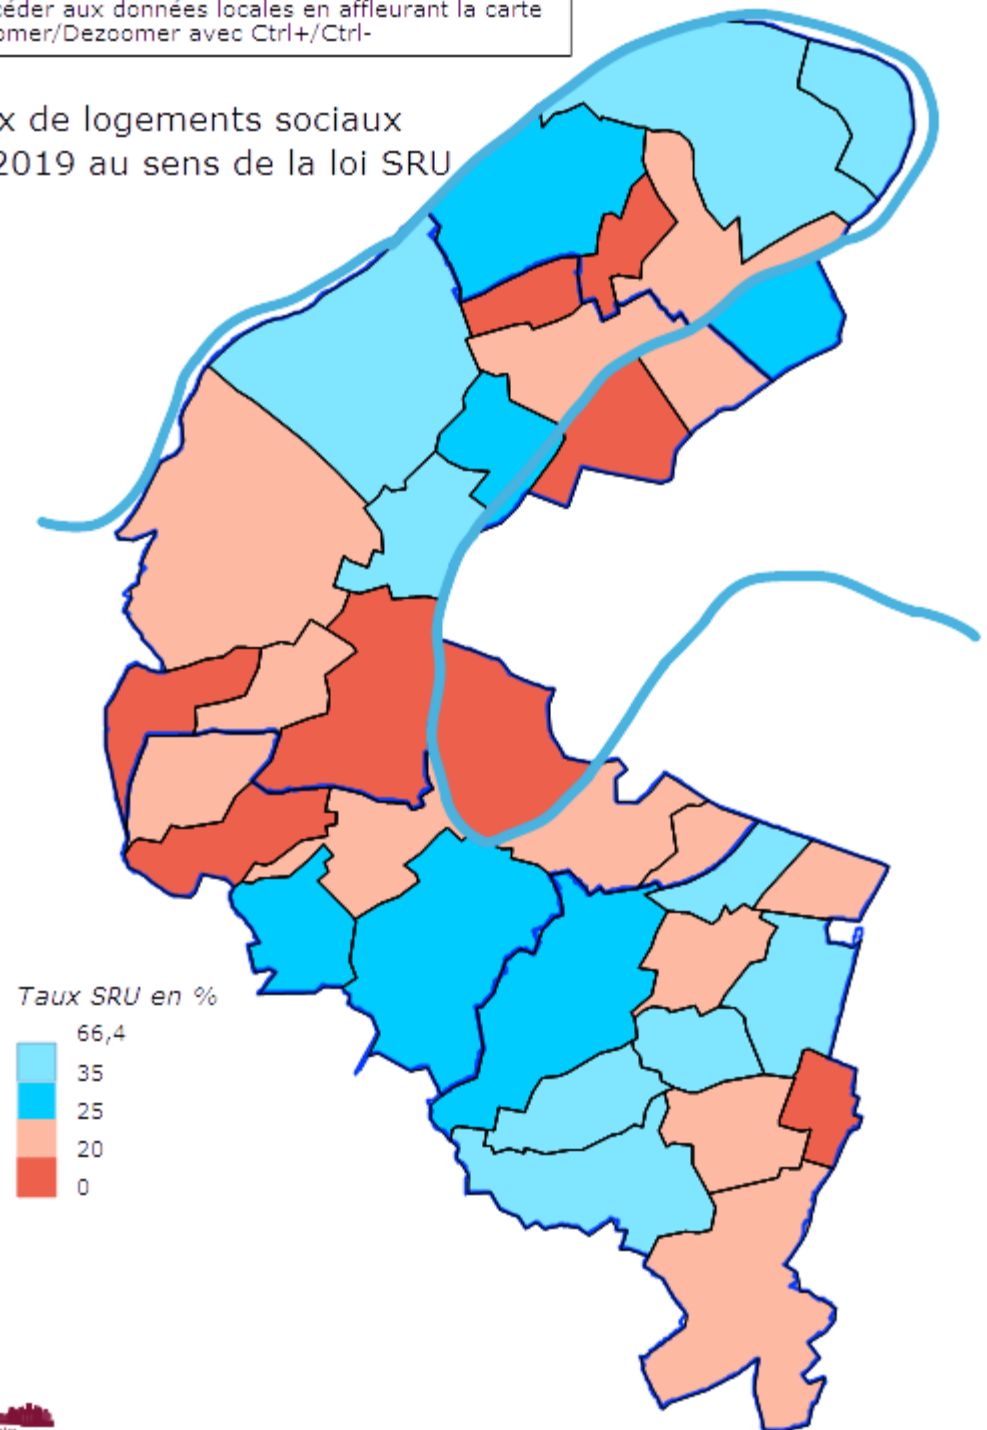 céder aux données locales en affleurant la carte
omer/Dezoomer avec Ctrl+/Ctrl-
x de logements sociaux
2019 au sens de la loi SRU
Taux SRU en %
66,4
35
25
20
0